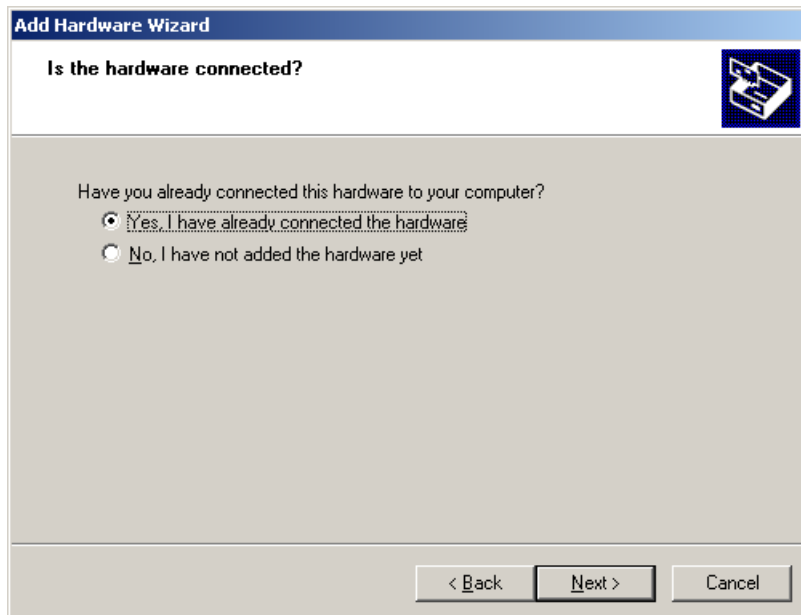 Add Hardware Wizard
Is the hardware connected?
Have you already connected this hardware to your computer?
Yes, I have already connected the hardware
No, I have not added the hardware yet
< Back
Next >
Cancel